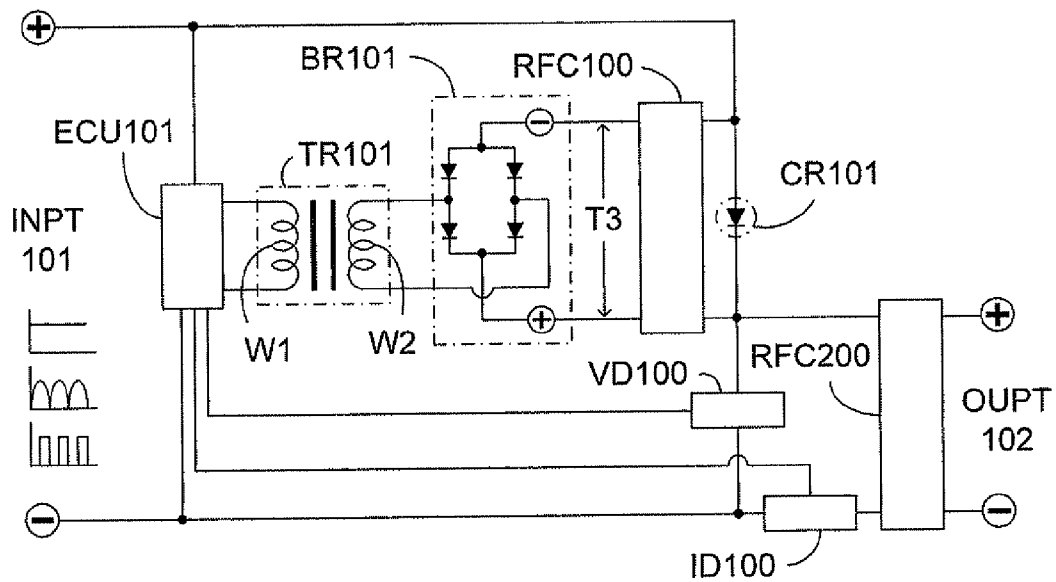 +
BR101
RFC100
ECU101
TR101
−
CR101
INPT
101
T3
W1
W2
+
+
VD100
RFC200
OUPT
102
−
−
ID100